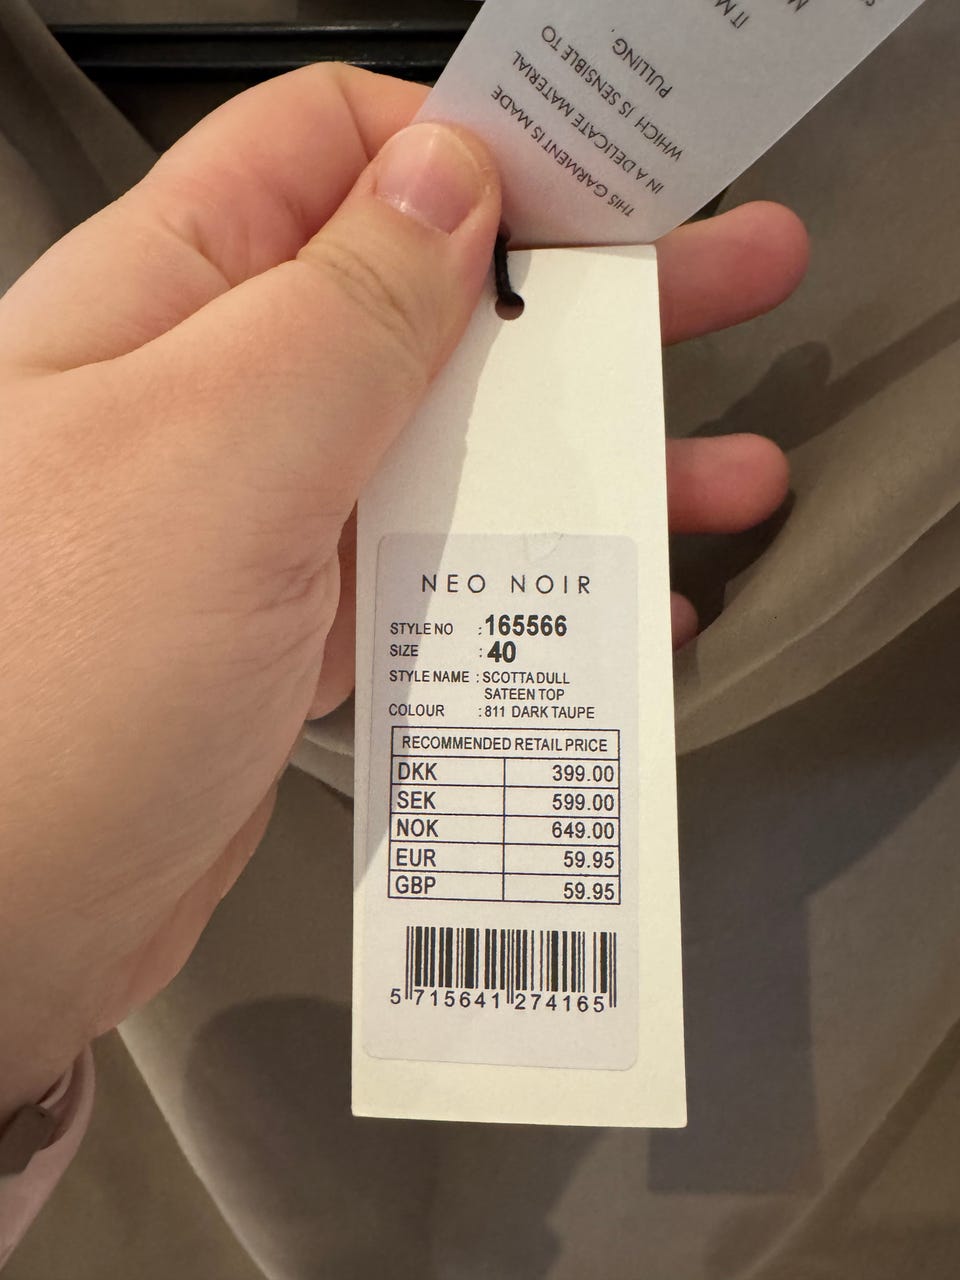 THIS GARMENT IS MADE
IN A DELICATE MATERIAL
WHICH IS SENSIBLE TO
PULLING,
IT
NEO NOIR
STYLE NO :165566
SIZE :40
STYLE NAME : SCOTTA DULL
SATEEN TOP
COLOUR :811 DARK TAUPE
RECOMMENDED RETAIL PRICE
DKK 399.00
SEK 599.00
NOK 649.00
EUR 59.95
GBP 59.95
5 715641 274165